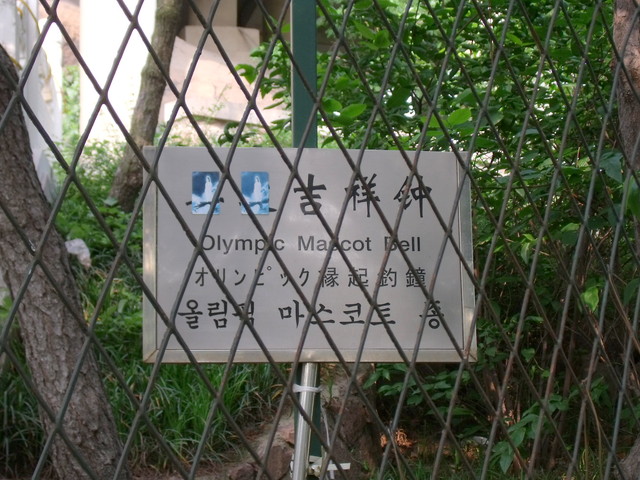 吉祥钟
Olympic Mascot Bell
オリンピック縁起釣鐘
올림픽 마스코트 종